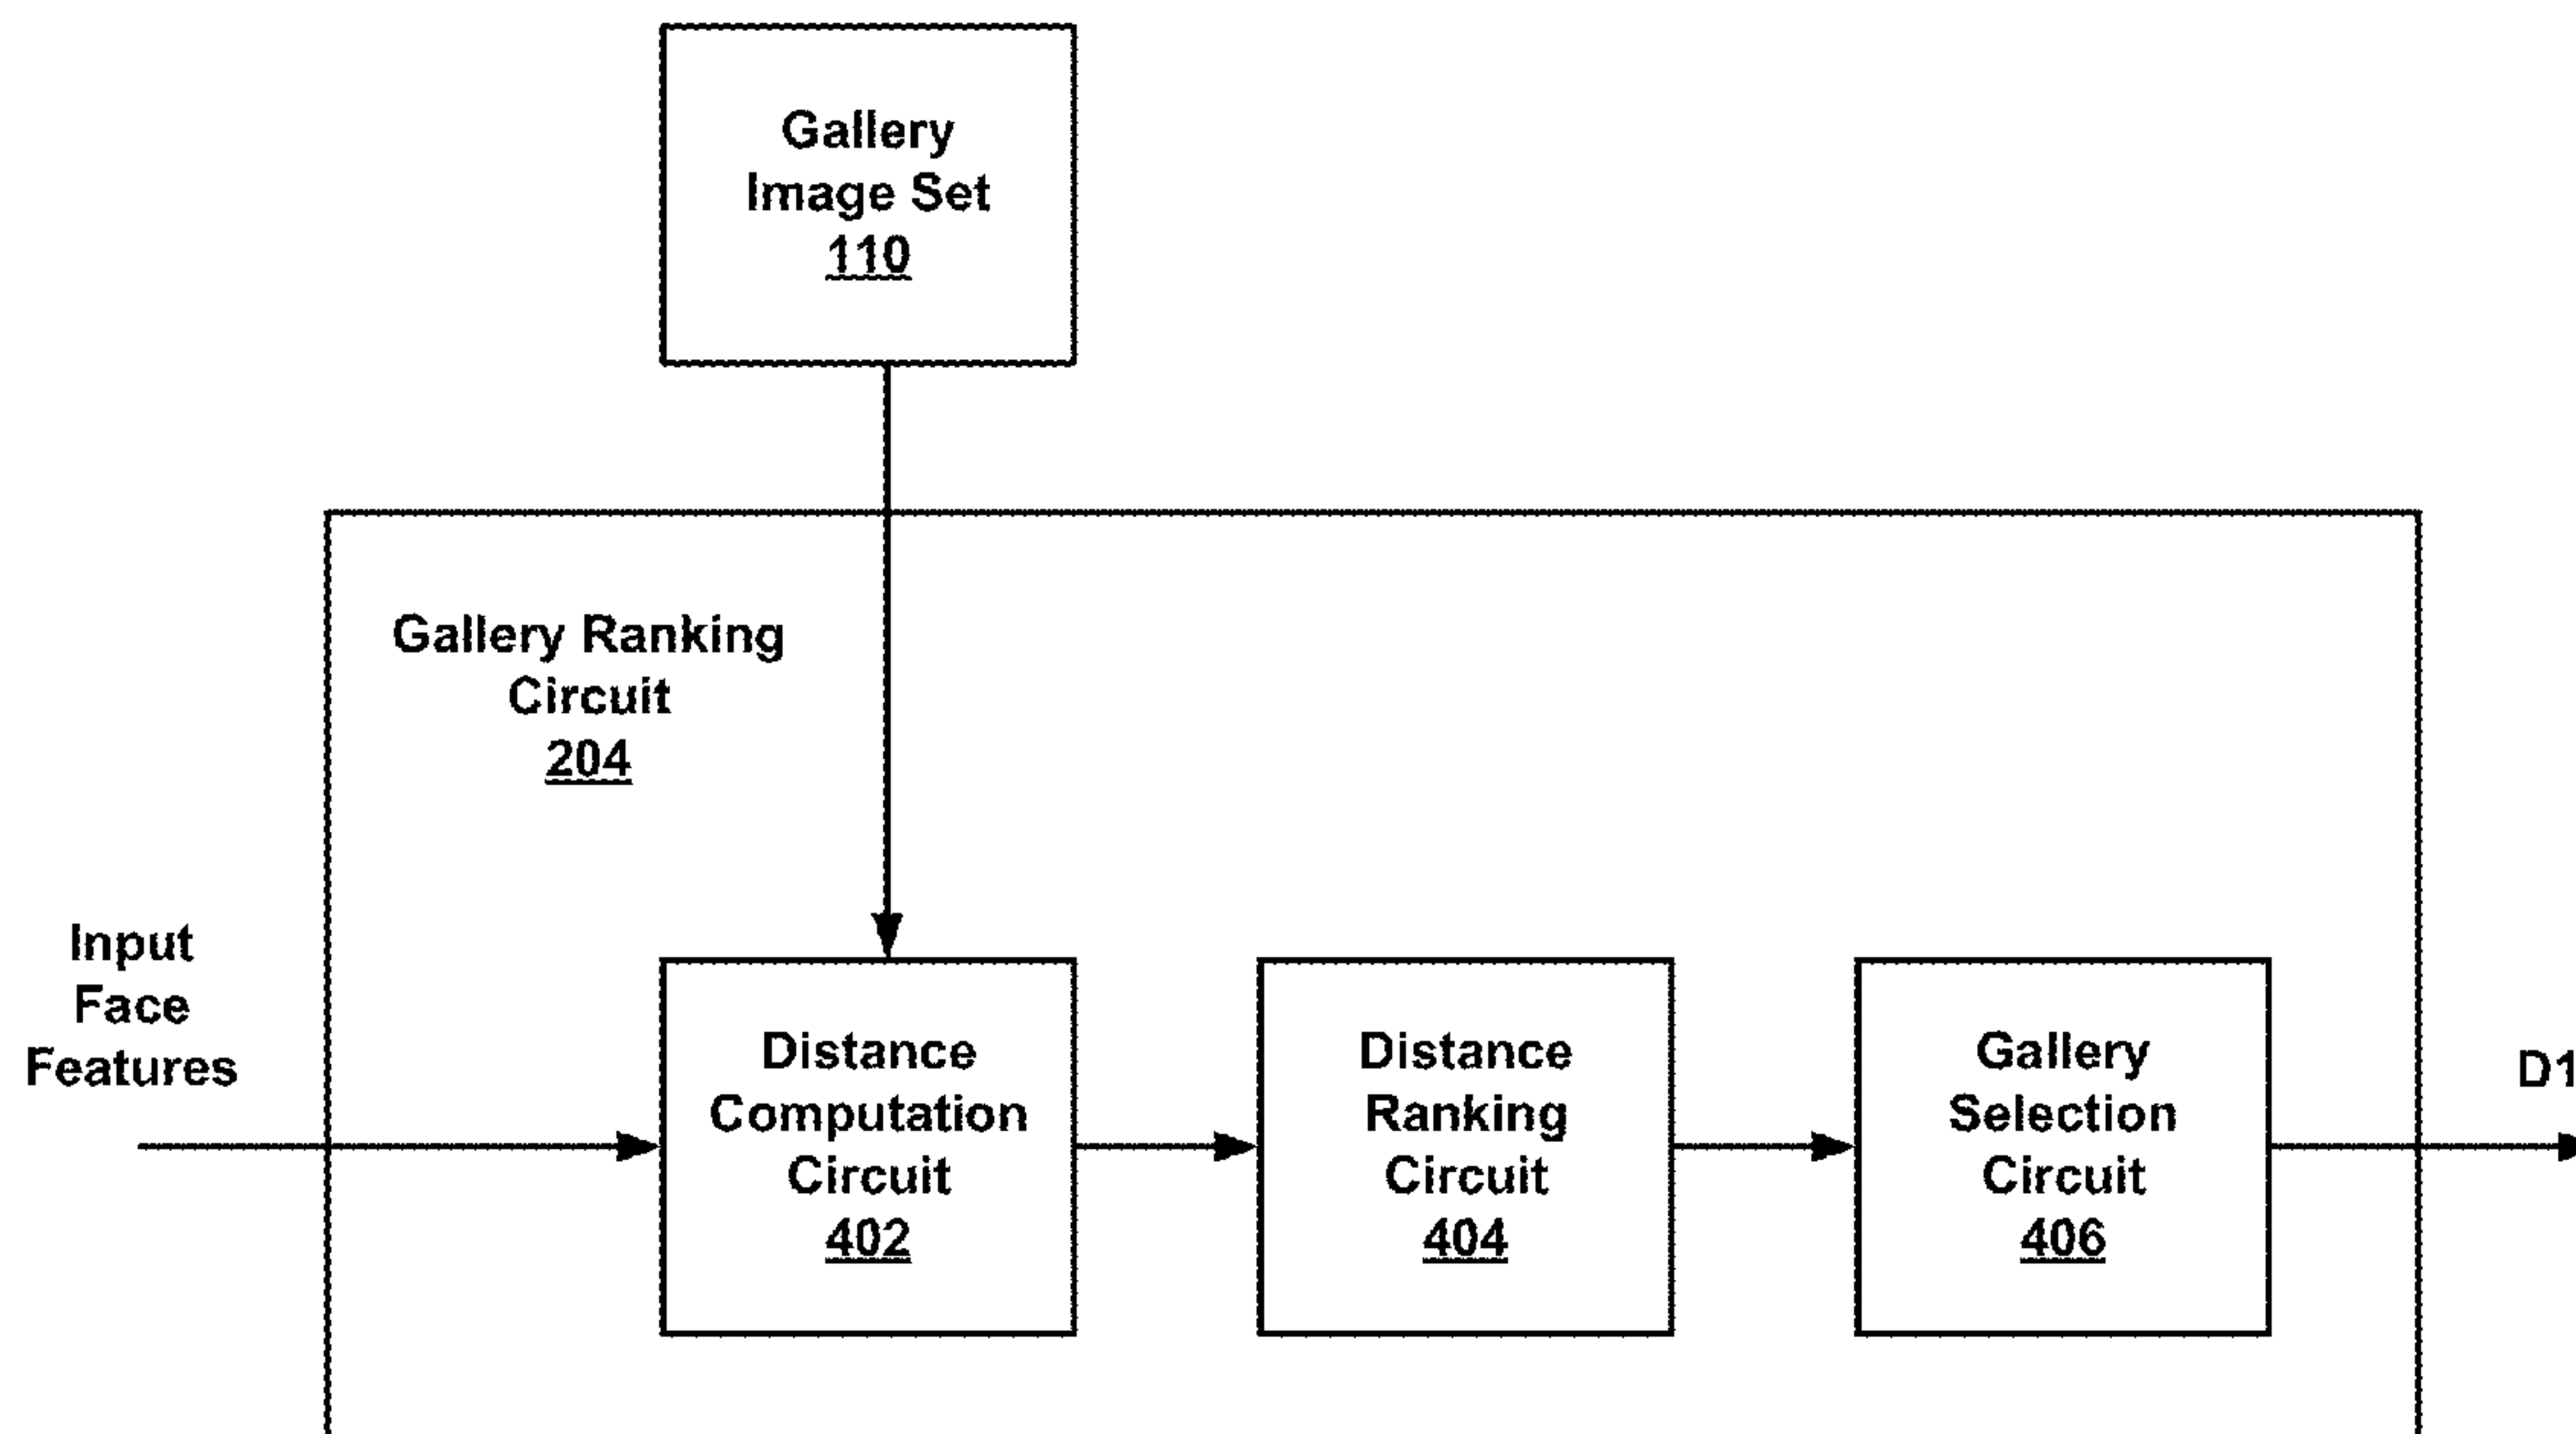 Gallery
Image Set
110
Gallery Ranking
Circuit
204
Input
Face
Features
Distance
Computation
Circuit
402
Distance
Ranking
Circuit
404
Gallery
Selection
Circuit
406
D1